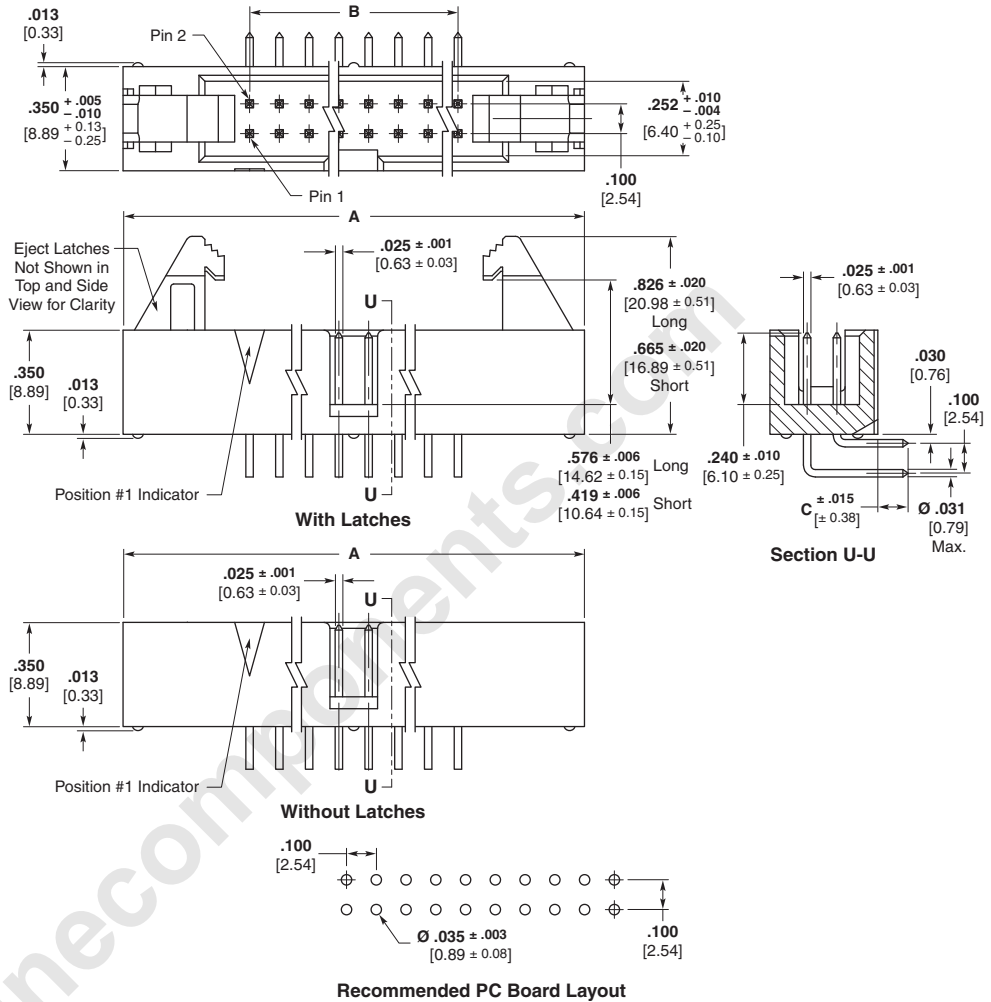 .013
[0.33]
Pin 2
B
.350 + .005 - .010
[8.89 + 0.13 - 0.25]
.252 + .010 - .004
[6.40 + 0.25 - 0.10]
Pin 1
.100
[2.54]
A
Eject Latches
Not Shown in
Top and Side
View for Clarity
.025 ± .001
[0.63 ± 0.03]
U
.826 ± .020
[20.98 ± 0.51]
Long
.665 ± .020
[16.89 ± 0.51]
Short
.350
[8.89]
.013
[0.33]
.576 ± .006
[14.62 ± 0.15] Long
.419 ± .006
[10.64 ± 0.15] Short
Position #1 Indicator
U
With Latches
.025 ± .001
[0.63 ± 0.03]
.030
[0.76]
.100
[2.54]
.240 ± .010
[6.10 ± 0.25]
C ± .015
[± 0.38]
Ø .031
[0.79]
Max.
Section U-U
A
.025 ± .001
[0.63 ± 0.03]
U
.350
[8.89]
.013
[0.33]
Position #1 Indicator
U
Without Latches
.100
[2.54]
Ø .035 ± .003
[0.89 ± 0.08]
.100
[2.54]
Recommended PC Board Layout
necomponents.com